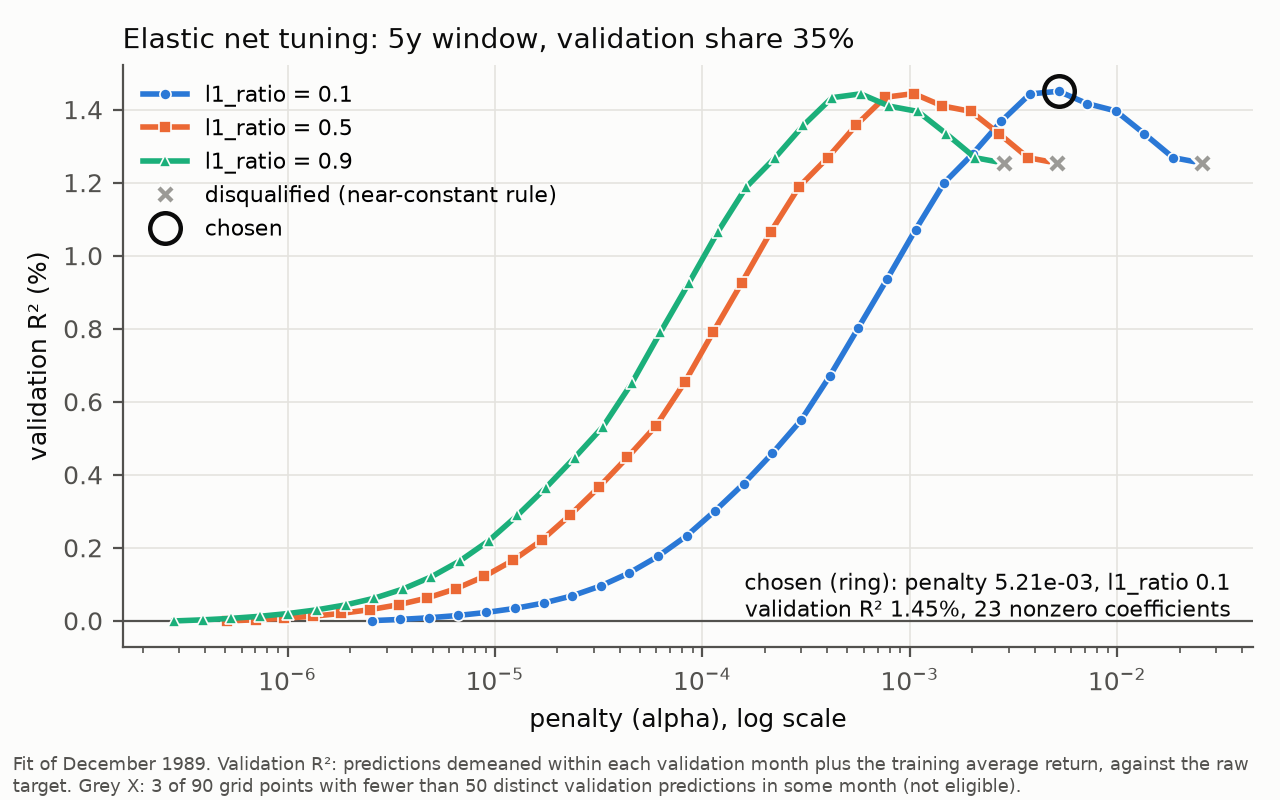 Elastic net tuning: 5y window, validation share 35%
l1_ratio = 0.1
l1_ratio = 0.5
l1_ratio = 0.9
disqualified (near-constant rule)
chosen
validation R² (%)
1.4
1.2
1.0
0.8
0.6
0.4
0.2
0.0
chosen (ring): penalty 5.21e-03, l1_ratio 0.1
validation R² 1.45%, 23 nonzero coefficients
10⁻⁶ 10⁻⁵ 10⁻⁴ 10⁻³ 10⁻²
penalty (alpha), log scale
Fit of December 1989. Validation R²: predictions demeaned within each validation month plus the training average return, against the raw
target. Grey X: 3 of 90 grid points with fewer than 50 distinct validation predictions in some month (not eligible).